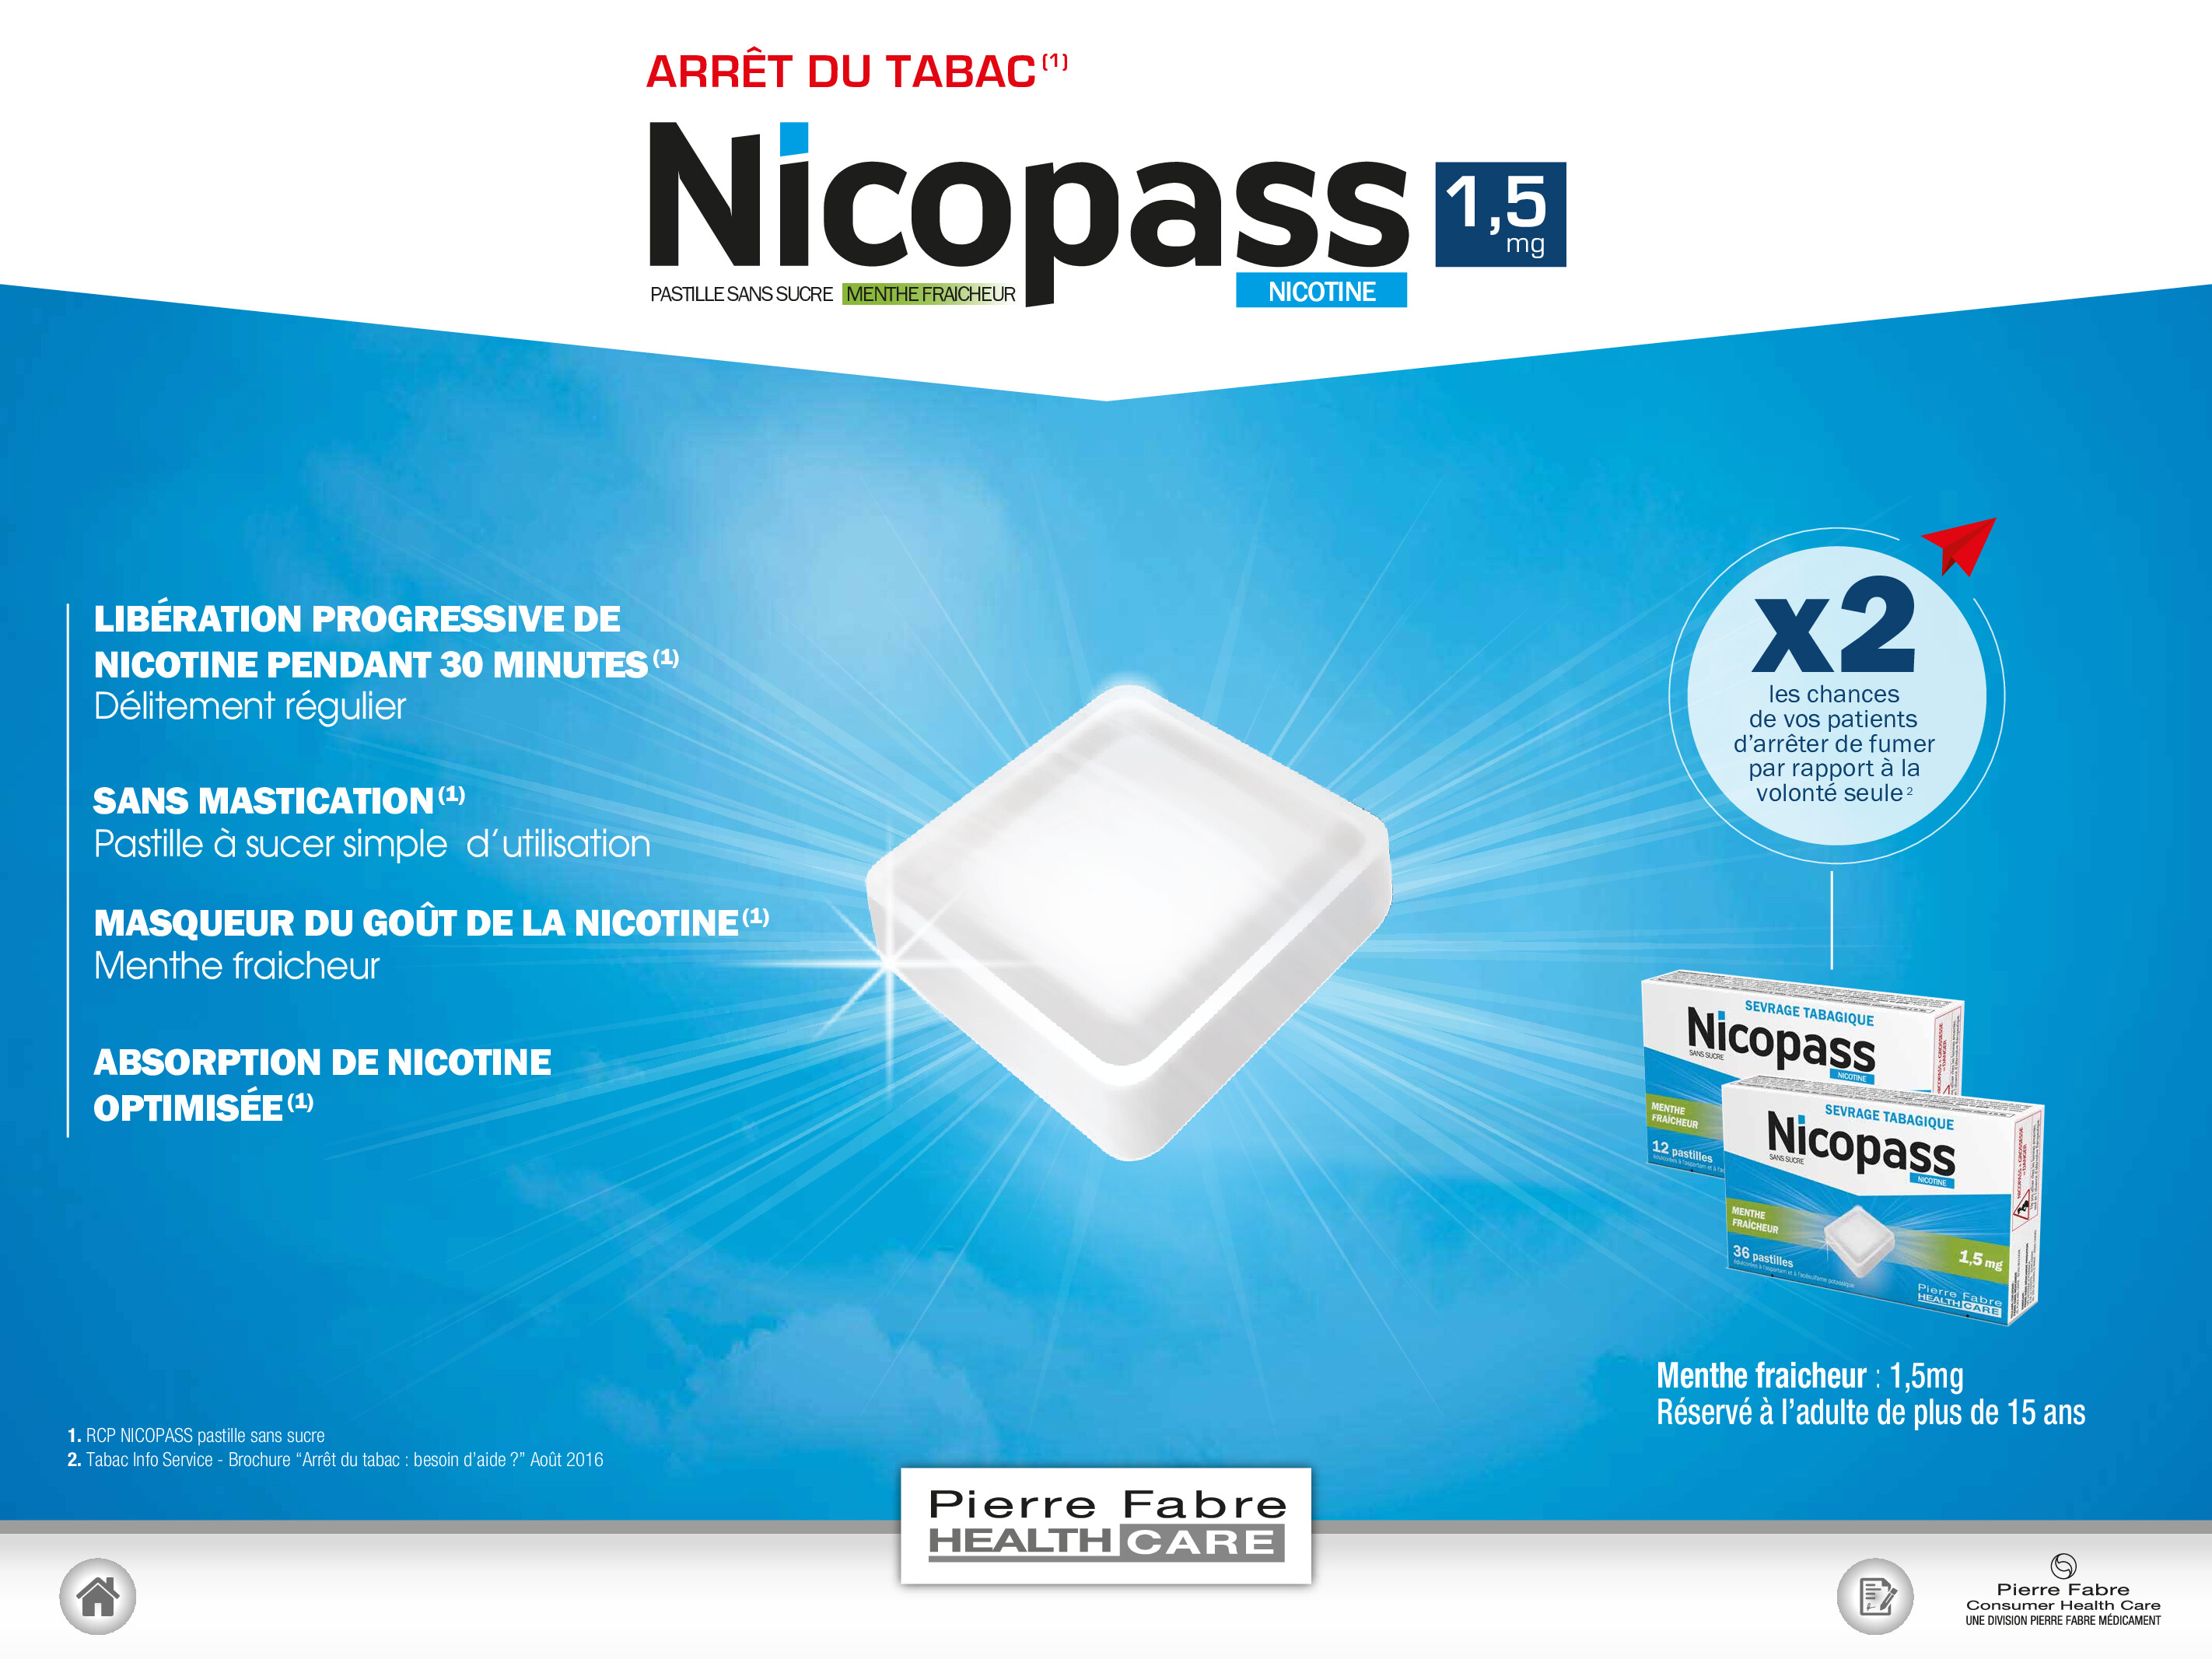 ARRÊT DU TABAC (1)
Nicopass 1,5 mg
PASTILLE SANS SUCRE MENTHE FRAICHEUR NICOTINE
LIBÉRATION PROGRESSIVE DE
NICOTINE PENDANT 30 MINUTES (1)
Délitement régulier
SANS MASTICATION (1)
Pastille à sucer simple d'utilisation
MASQUEUR DU GOÛT DE LA NICOTINE (1)
Menthe fraicheur
ABSORPTION DE NICOTINE
OPTIMISÉE (1)
x2
les chances
de vos patients
d'arrêter de fumer
par rapport à la
volonté seule 2
SEVRAGE TABAGIQUE
Nicopass
SANS SUCRE
NICOTINE
MENTHE
FRAÎCHEUR
12 pastilles
SEVRAGE TABAGIQUE
Nicopass
SANS SUCRE
NICOTINE
MENTHE
FRAÎCHEUR
36 pastilles
édulcorées à l'aspartam et à l'acésulfame potassique
1,5 mg
Pierre Fabre
HEALTH CARE
Menthe fraicheur : 1,5mg
Réservé à l'adulte de plus de 15 ans
1. RCP NICOPASS pastille sans sucre
2. Tabac Info Service - Brochure “Arrêt du tabac : besoin d'aide ?” Août 2016
Pierre Fabre
HEALTH CARE
Pierre Fabre
Consumer Health Care
UNE DIVISION PIERRE FABRE MÉDICAMENT